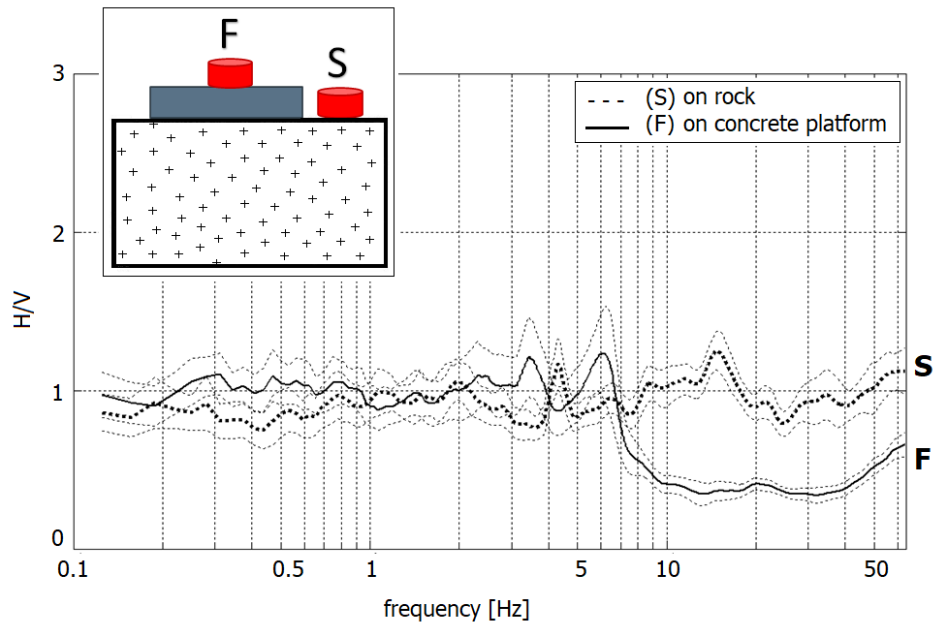 F
S
3
2
1
0
H/V
(S) on rock
(F) on concrete platform
S
F
0.1
0.5
1
5
10
50
frequency [Hz]